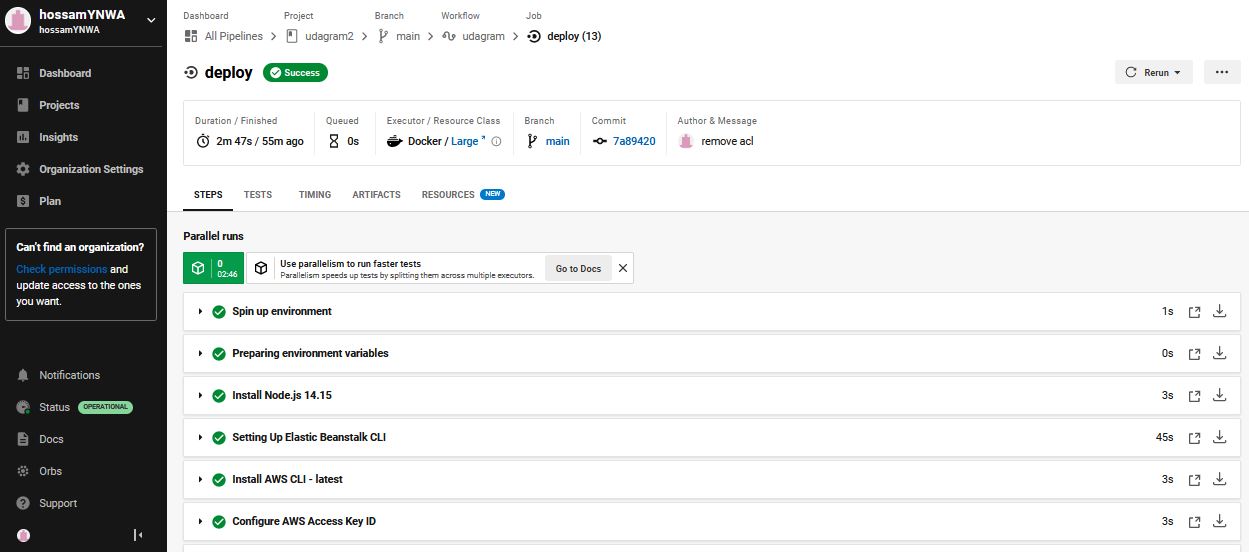 hossamYNWA
hossamYNWA
Dashboard
Projects
Insights
Organization Settings
Plan
Can't find an organization?
Check permissions and
update access to the ones
you want.
Notifications
Status OPERATIONAL
Docs
Orbs
Support
Dashboard Project Branch Workflow Job
All Pipelines udagram2 main udagram deploy (13)
deploy Success
Rerun
Duration / Finished Queued Executor / Resource Class Branch Commit Author & Message
2m 47s / 55m ago 0s Docker / Large main 7a89420 remove acl
STEPS TESTS TIMING ARTIFACTS RESOURCES NEW
Parallel runs
0
02:46
Use parallelism to run faster tests
Parallelism speeds up tests by splitting them across multiple executors.
Go to Docs
Spin up environment 1s
Preparing environment variables 0s
Install Node.js 14.15 3s
Setting Up Elastic Beanstalk CLI 45s
Install AWS CLI - latest 3s
Configure AWS Access Key ID 3s